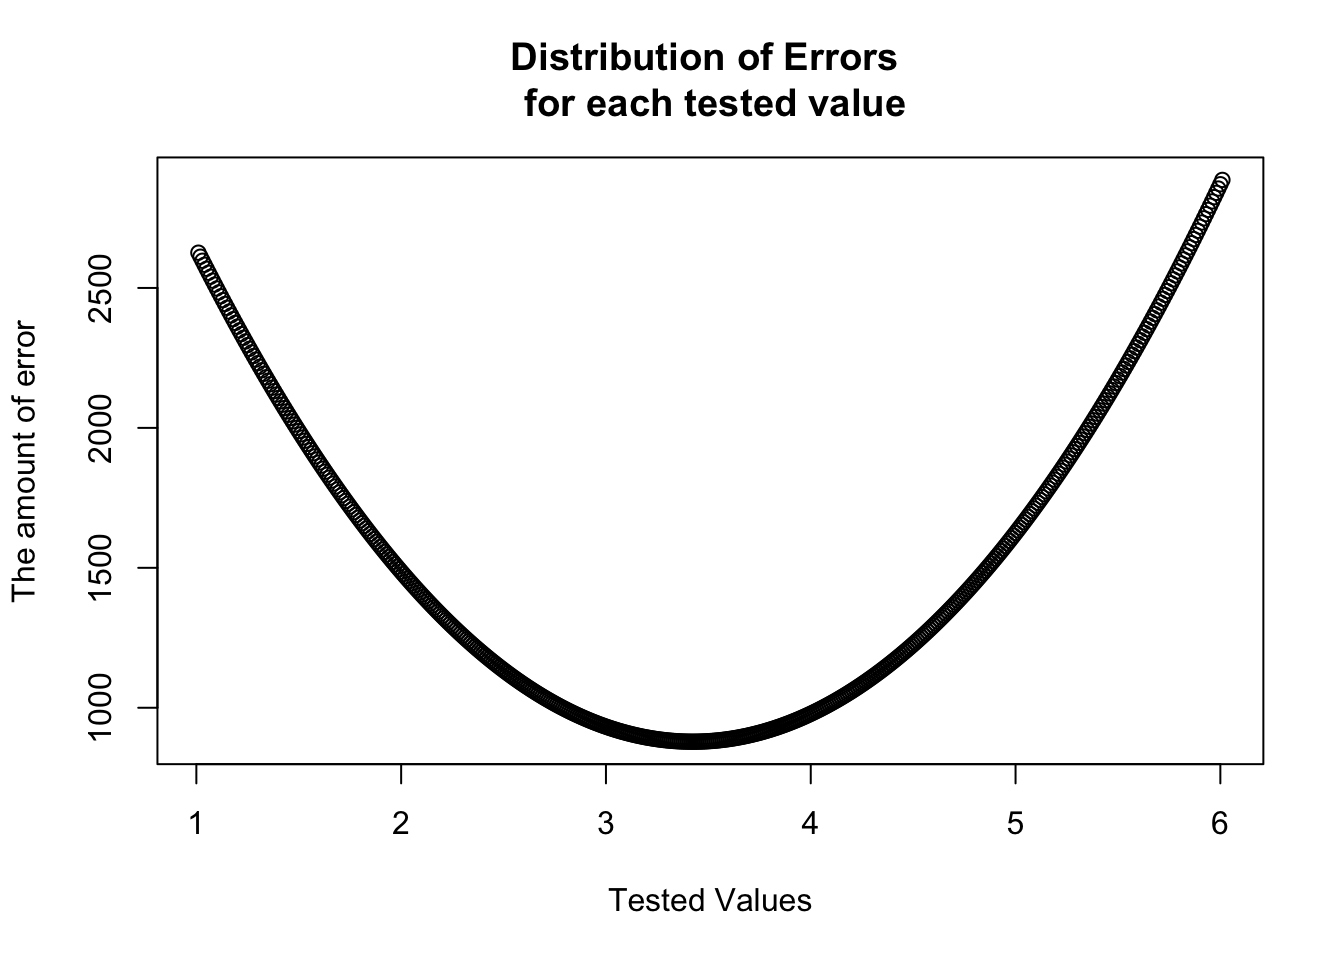 Distribution of Errors
for each tested value
The amount of error
2500
2000
1500
1000
1 2 3 4 5 6
Tested Values